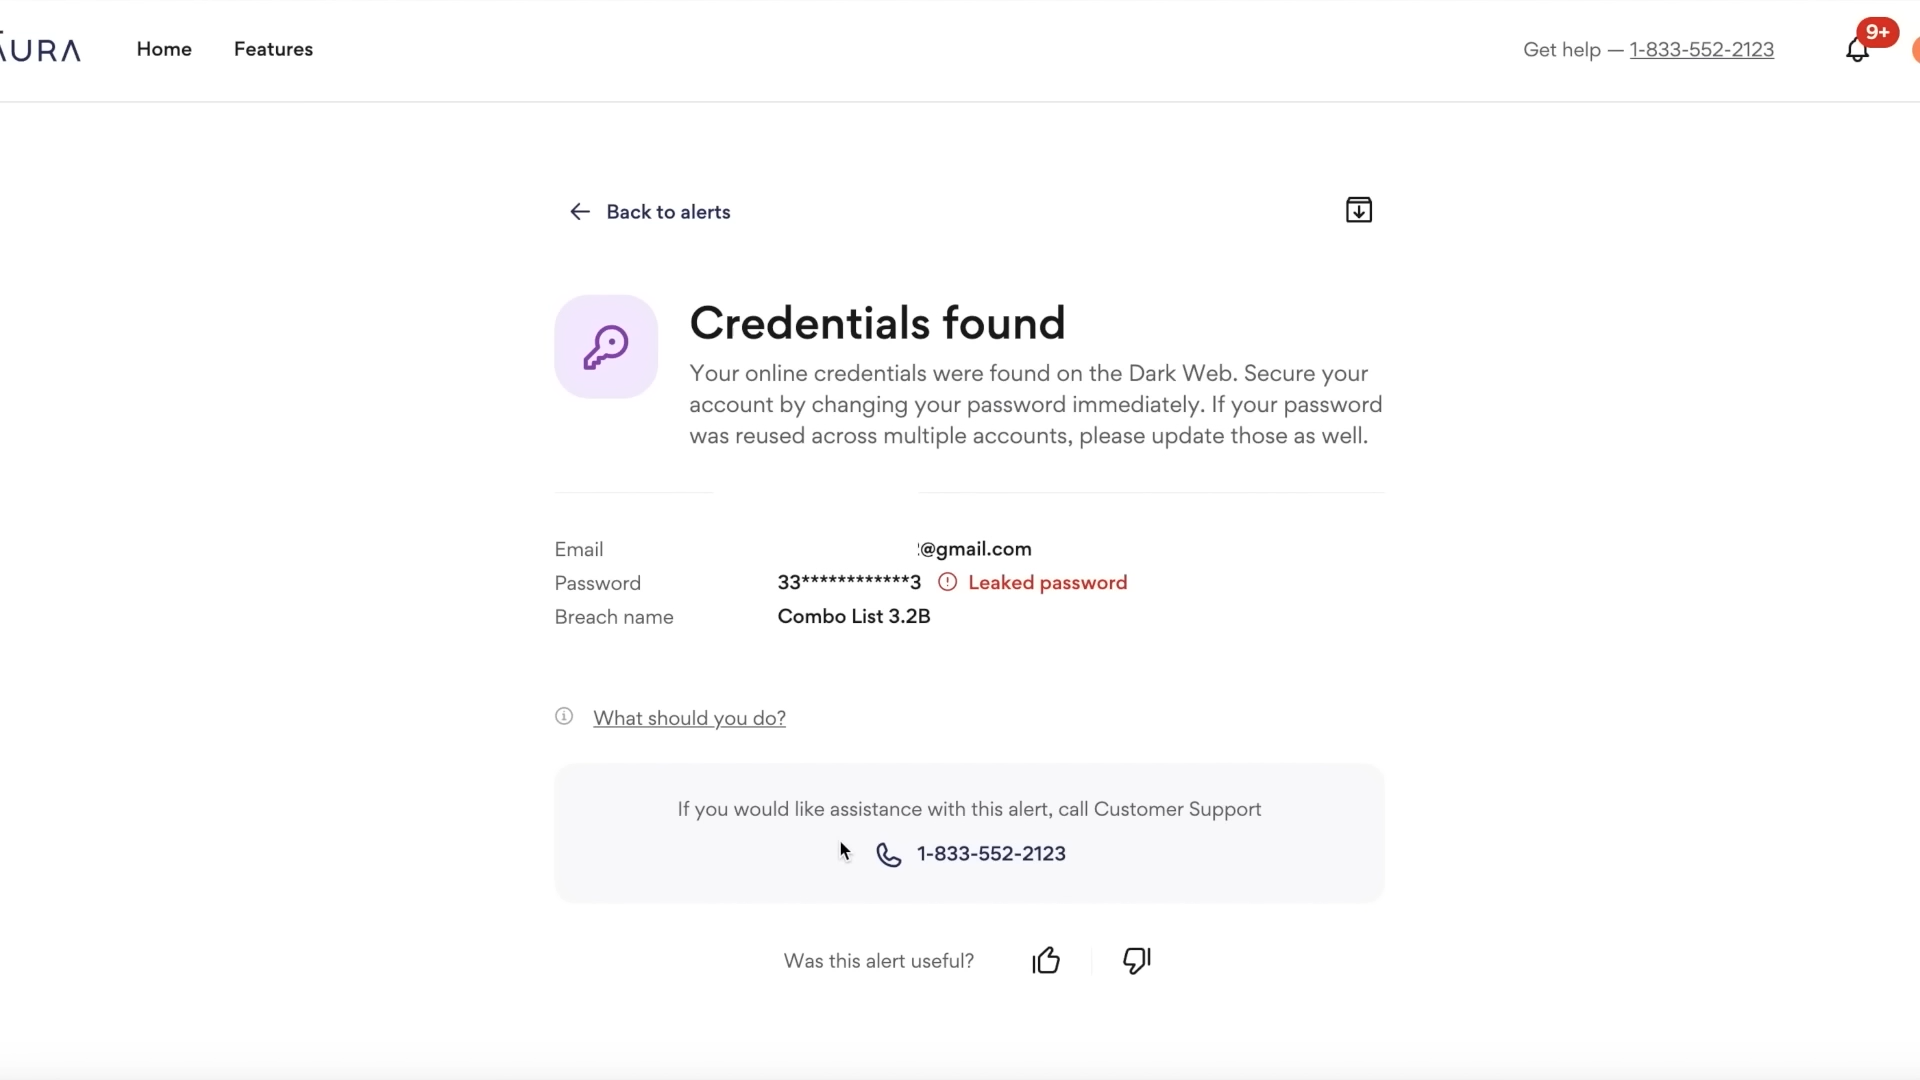 AURA
Home
Features
Get help — 1-833-552-2123
9+
Back to alerts
Credentials found
Your online credentials were found on the Dark Web. Secure your
account by changing your password immediately. If your password
was reused across multiple accounts, please update those as well.
Email @gmail.com
Password 33************3 Leaked password
Breach name Combo List 3.2B
What should you do?
If you would like assistance with this alert, call Customer Support
1-833-552-2123
Was this alert useful?